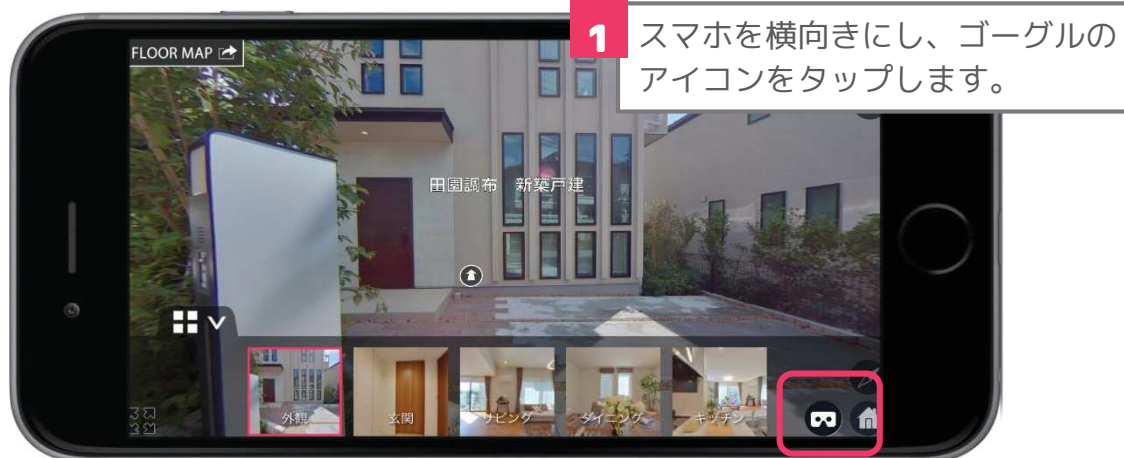 1
スマホを横向きにし、ゴーグルの
アイコンをタップします。
FLOOR MAP
田園調布 新築戸建
外観
玄関
リビング
ダイニング
キッチン